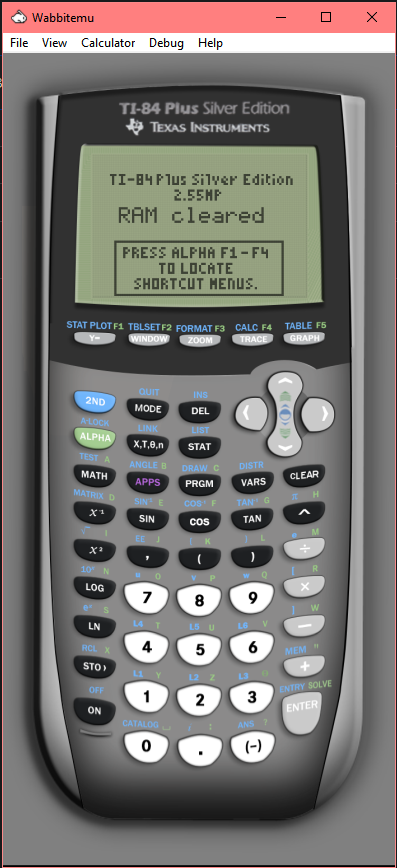 Wabbitemu
File View Calculator Debug Help
TI-84 Plus Silver Edition
TEXAS INSTRUMENTS
TI-84 Plus Silver Edition
2.55MP
RAM cleared
PRESS ALPHA F1-F4
TO LOCATE
SHORTCUT MENUS.
STAT PLOT F1 TBLSET F2 FORMAT F3 CALC F4 TABLE F5
Y= WINDOW ZOOM TRACE GRAPH
QUIT INS
2ND MODE DEL
A-LOCK LINK LIST
ALPHA X,T,θ,n STAT
TEST A ANGLE B DRAW C DISTR
MATH APPS PRGM VARS CLEAR
MATRIX D SIN⁻¹ E COS⁻¹ F TAN⁻¹ G π H
X⁻¹ SIN COS TAN ^
√ I EE J { K } L e M
X² , ( ) ÷
10ˣ N u O v P w Q [ R
LOG 7 8 9 ×
eˣ S L4 T L5 U L6 V ] W
LN 4 5 6 −
RCL X L1 Y L2 Z L3 MEM "
STO› 1 2 3 +
OFF CATALOG i : ANS ? ENTRY SOLVE
ON 0 . (-) ENTER